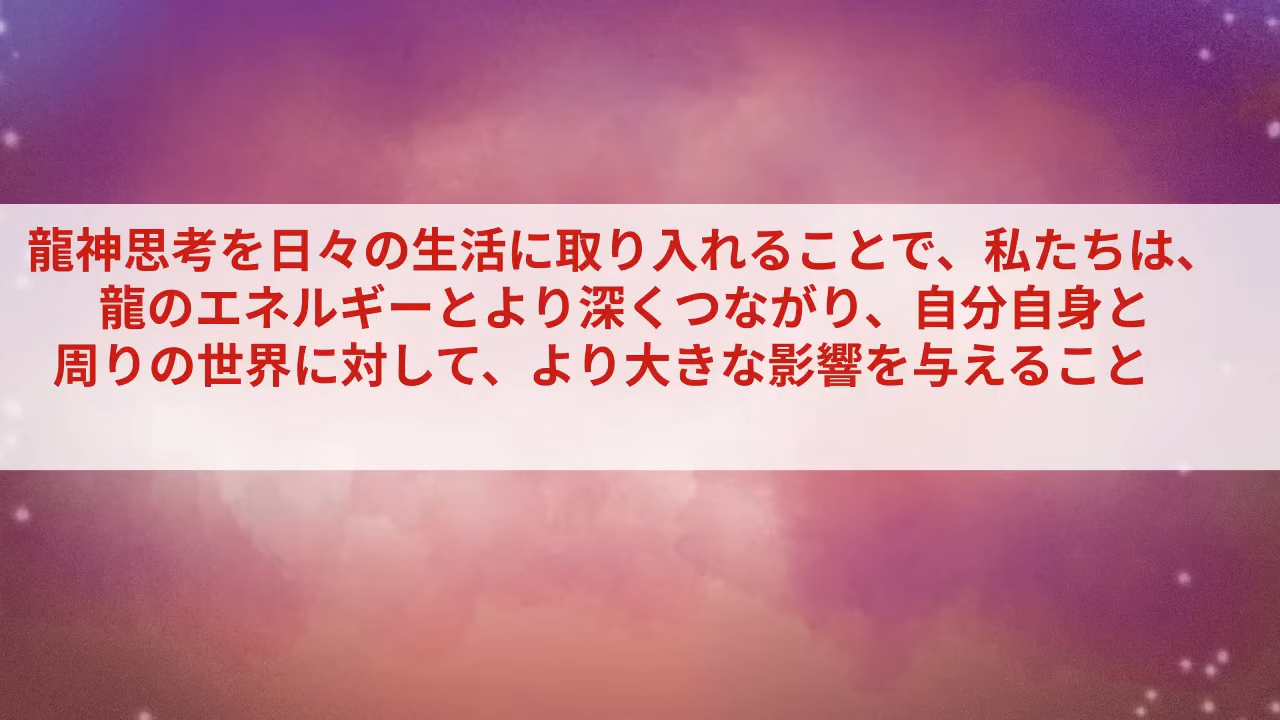 龍神思考を日々の生活に取り入れることで、私たちは、
龍のエネルギーとより深くつながり、自分自身と
周りの世界に対して、より大きな影響を与えること